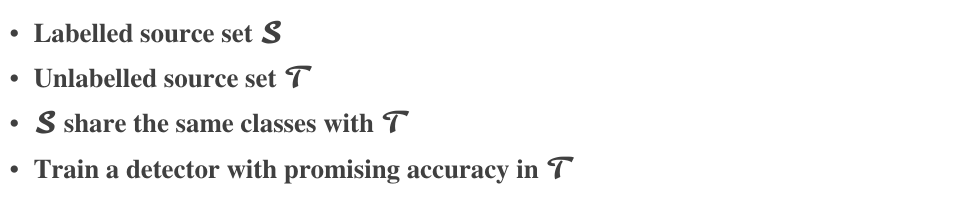 • Labelled source set 𝒮
• Unlabelled source set 𝒯
• 𝒮 share the same classes with 𝒯
• Train a detector with promising accuracy in 𝒯